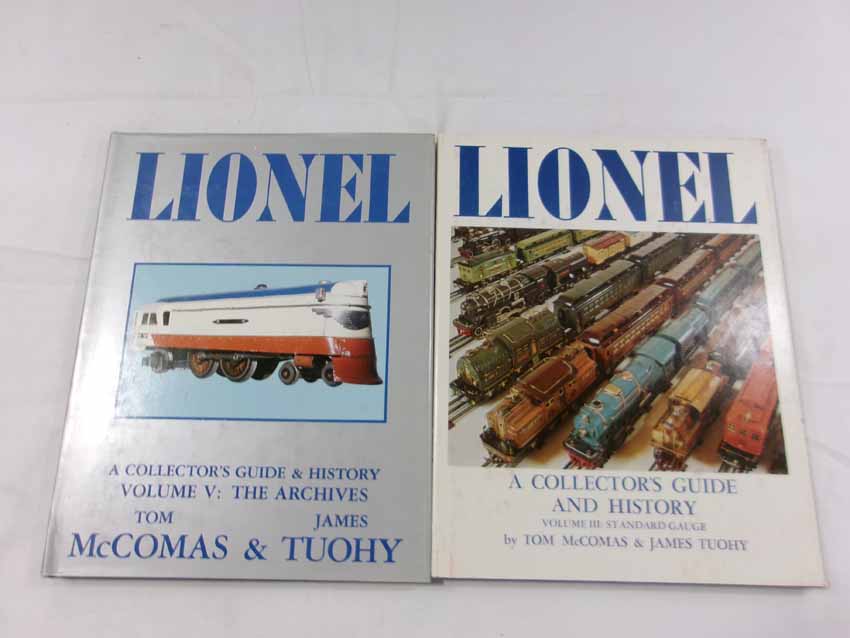 LIONEL
A COLLECTOR'S GUIDE & HISTORY
VOLUME V: THE ARCHIVES
TOM JAMES
McCOMAS & TUOHY
LIONEL
A COLLECTOR'S GUIDE
AND HISTORY
VOLUME III: STANDARD GAUGE
by TOM McCOMAS & JAMES TUOHY